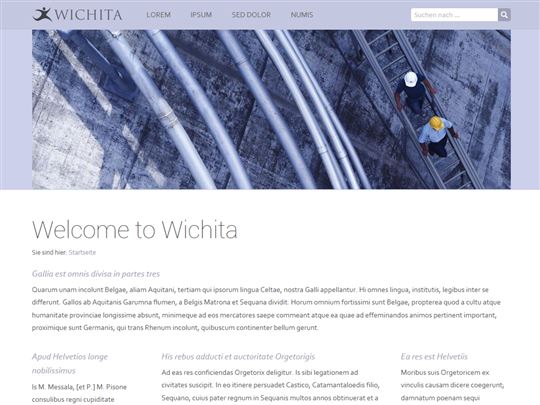 WICHITA LOREM IPSUM SED DOLOR NUMIS Suchen nach ...
Welcome to Wichita
Sie sind hier: Startseite
Gallia est omnis divisa in partes tres
Quarum unam incolunt Belgae, aliam Aquitani, tertiam qui ipsorum lingua Celtae, nostra Galli appellantur. Hi omnes lingua, institutis, legibus inter se
differunt. Gallos ab Aquitanis Garumna flumen, a Belgis Matrona et Sequana dividit. Horum omnium fortissimi sunt Belgae, propterea quod a cultu atque
humanitate provinciae longissime absunt, minimeque ad eos mercatores saepe commeant atque ea quae ad effeminandos animos pertinent important,
proximique sunt Germanis, qui trans Rhenum incolunt, quibuscum continenter bellum gerunt.
Apud Helvetios longe
nobilissimus
Is M. Messala, [et P.] M. Pisone
consulibus regni cupiditate
His rebus adducti et auctoritate Orgetorigis
Ad eas res conficiendas Orgetorix deligitur. Is sibi legationem ad
civitates suscipit. In eo itinere persuadet Castico, Catamantaloedis filio,
Sequano, cuius pater regnum in Sequanis multos annos obtinuerat et a
Ea res est Helvetiis
Moribus suis Orgetoricem ex
vinculis causam dicere coegerunt;
damnatum poenam sequi